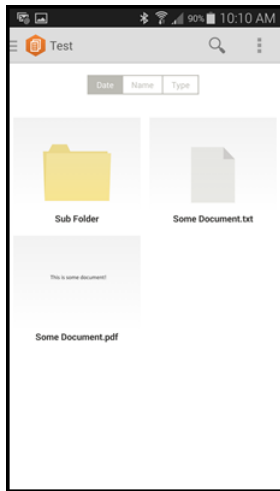 90% 10:10 AM
Test
Date Name Type
Sub Folder Some Document.txt
This is some document!
Some Document.pdf